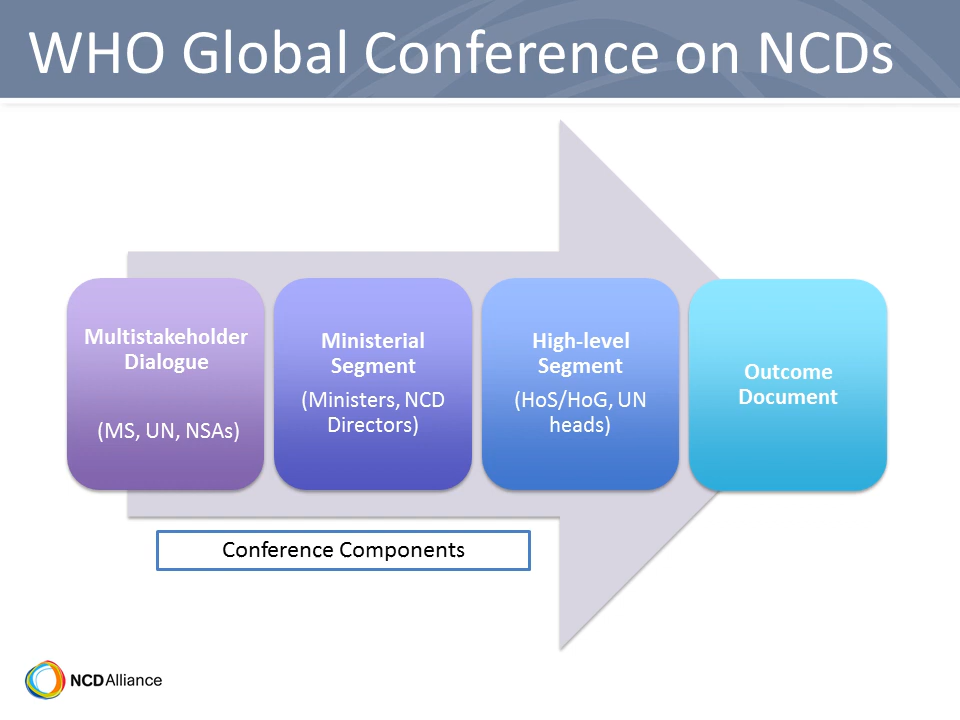 WHO Global Conference on NCDs
Multistakeholder
Dialogue
(MS, UN, NSAs)
Ministerial
Segment
(Ministers, NCD
Directors)
High-level
Segment
(HoS/HoG, UN
heads)
Outcome
Document
Conference Components
NCDAlliance